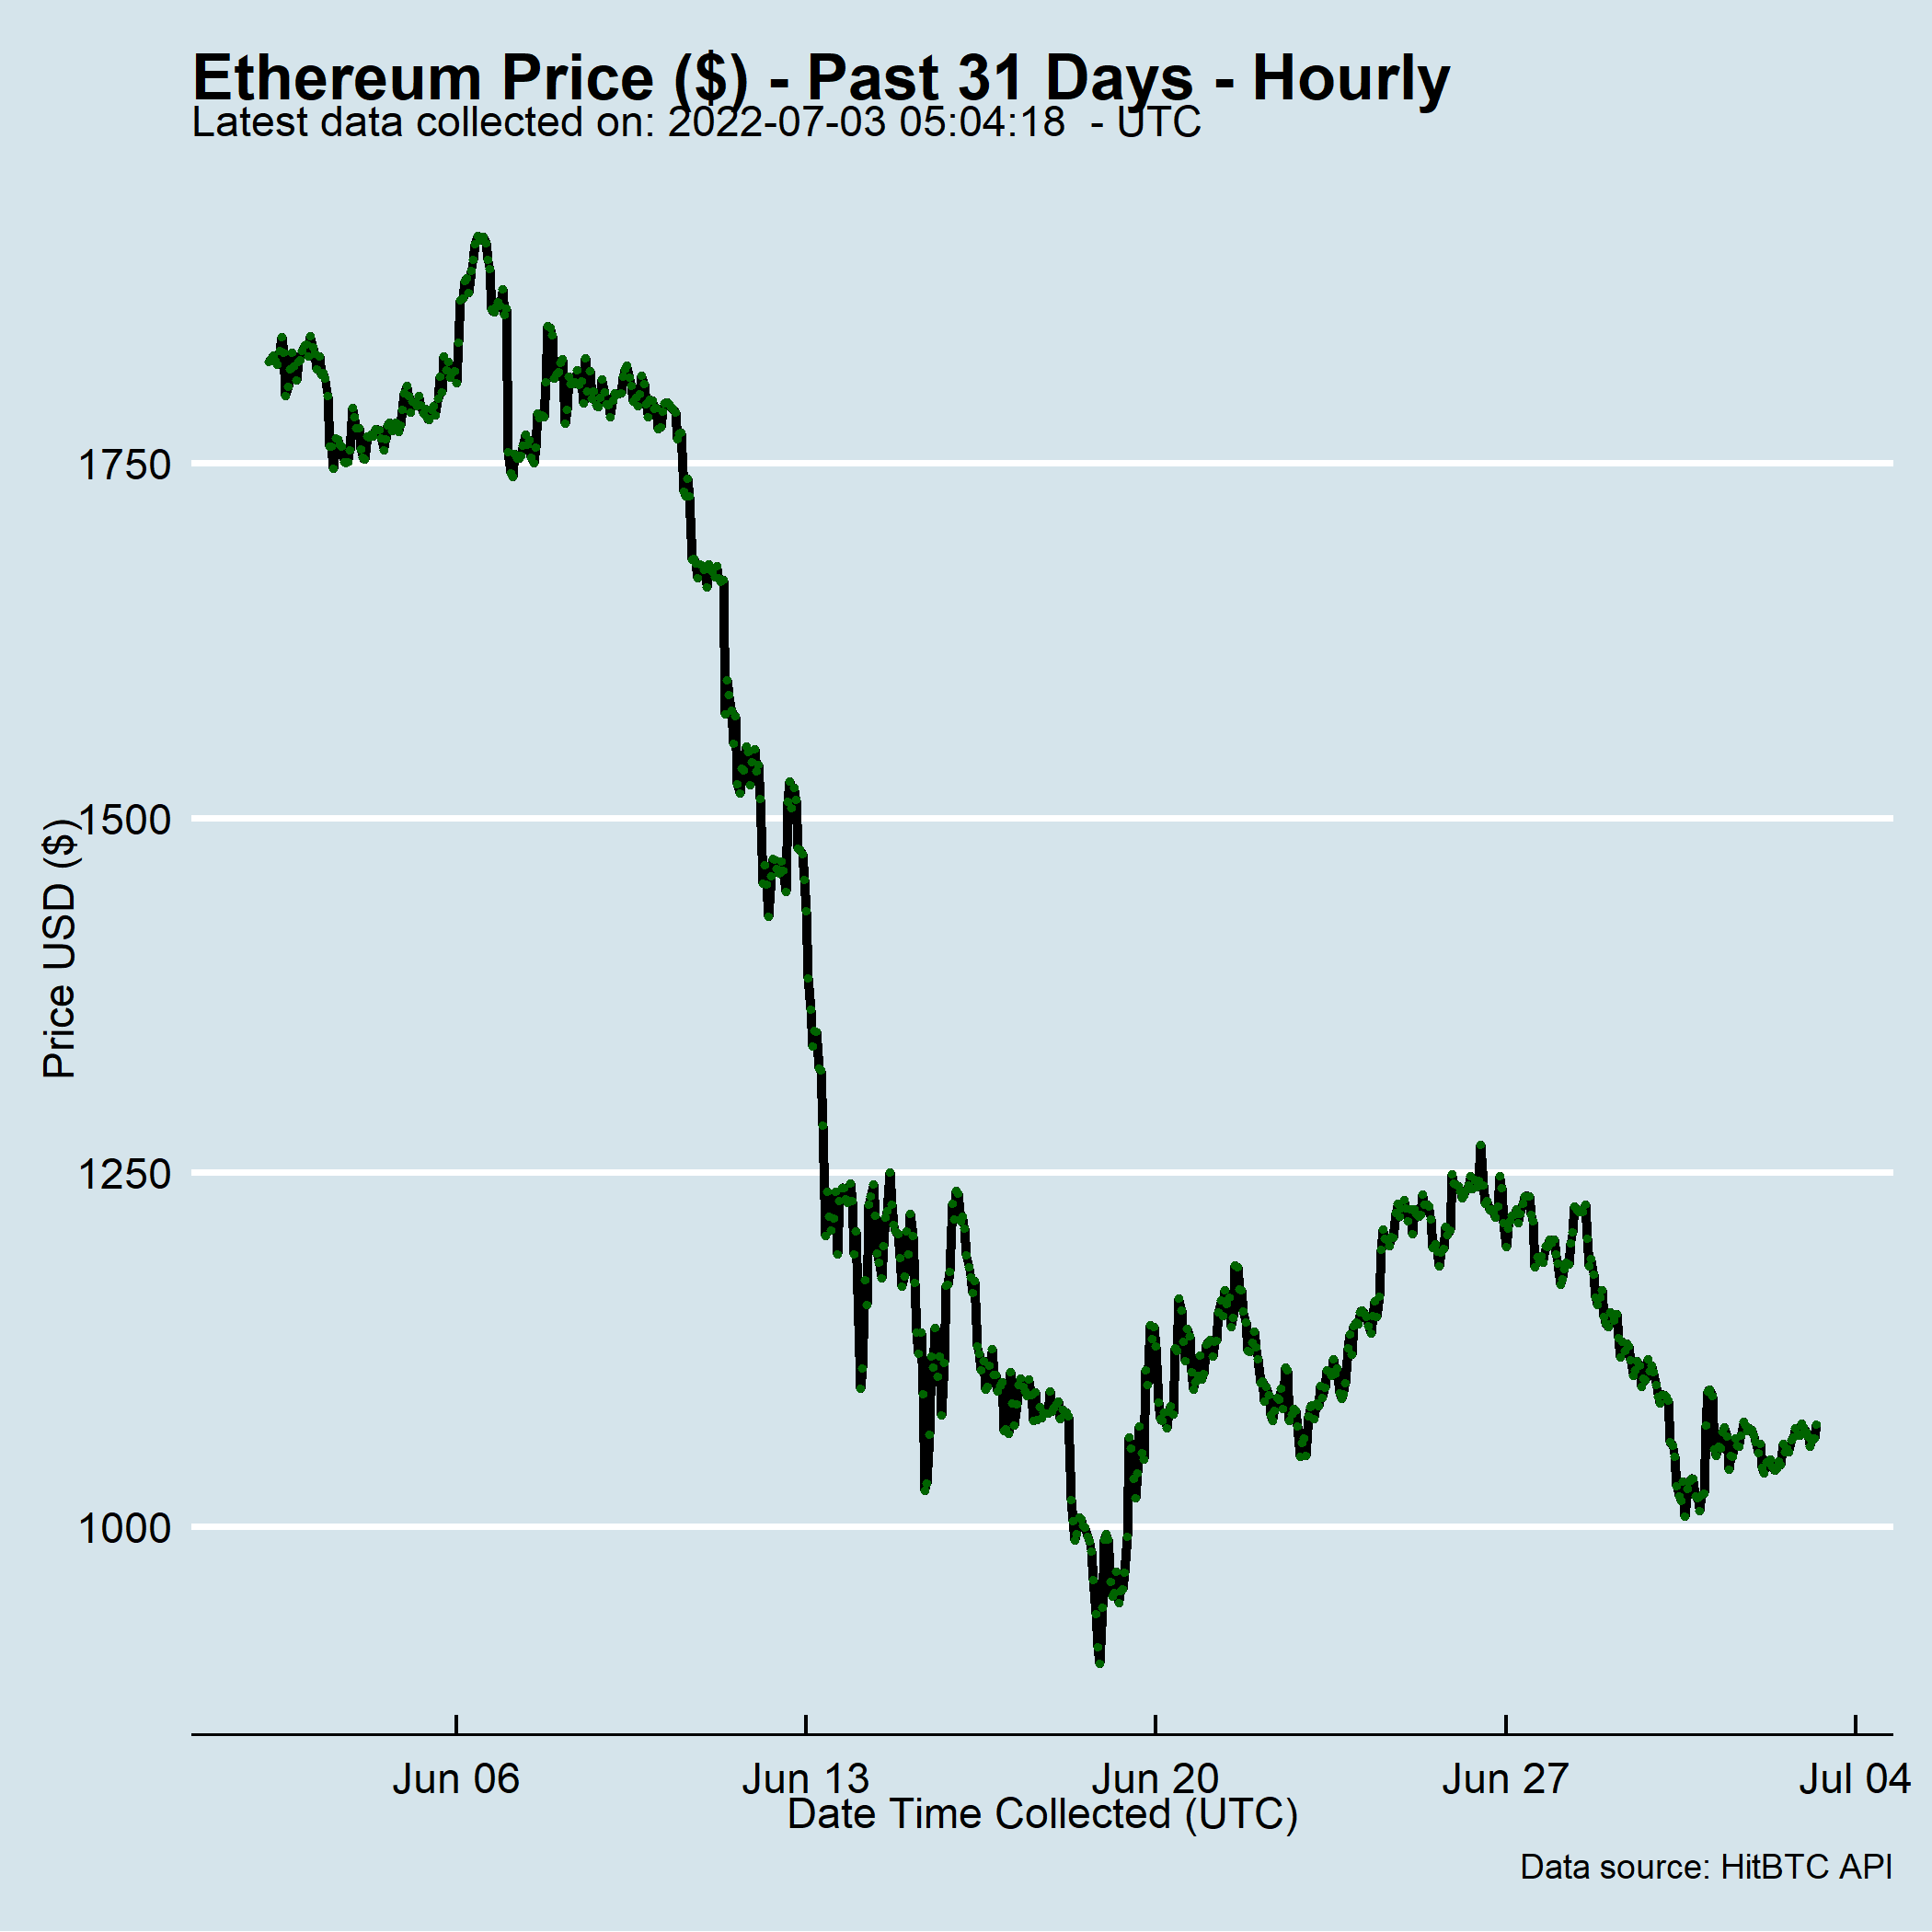 Ethereum Price ($) - Past 31 Days - Hourly
Latest data collected on: 2022-07-03 05:04:18  - UTC
1750
1500
1250
1000
Price USD ($)
Jun 06
Jun 13
Jun 20
Jun 27
Jul 04
Date Time Collected (UTC)
Data source: HitBTC API